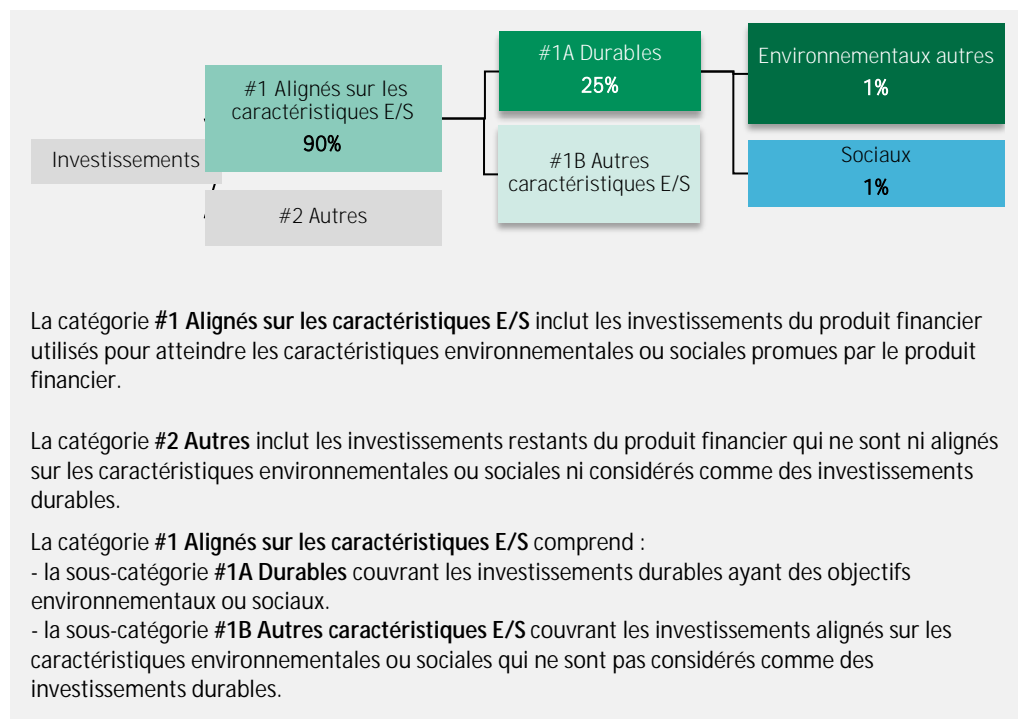 Investissements
#1 Alignés sur les
caractéristiques E/S
90%
#2 Autres
#1A Durables
25%
#1B Autres
caractéristiques E/S
Environnementaux autres
1%
Sociaux
1%
La catégorie #1 Alignés sur les caractéristiques E/S inclut les investissements du produit financier
utilisés pour atteindre les caractéristiques environnementales ou sociales promues par le produit
financier.
La catégorie #2 Autres inclut les investissements restants du produit financier qui ne sont ni alignés
sur les caractéristiques environnementales ou sociales ni considérés comme des investissements
durables.
La catégorie #1 Alignés sur les caractéristiques E/S comprend :
- la sous-catégorie #1A Durables couvrant les investissements durables ayant des objectifs
environnementaux ou sociaux.
- la sous-catégorie #1B Autres caractéristiques E/S couvrant les investissements alignés sur les
caractéristiques environnementales ou sociales qui ne sont pas considérés comme des
investissements durables.